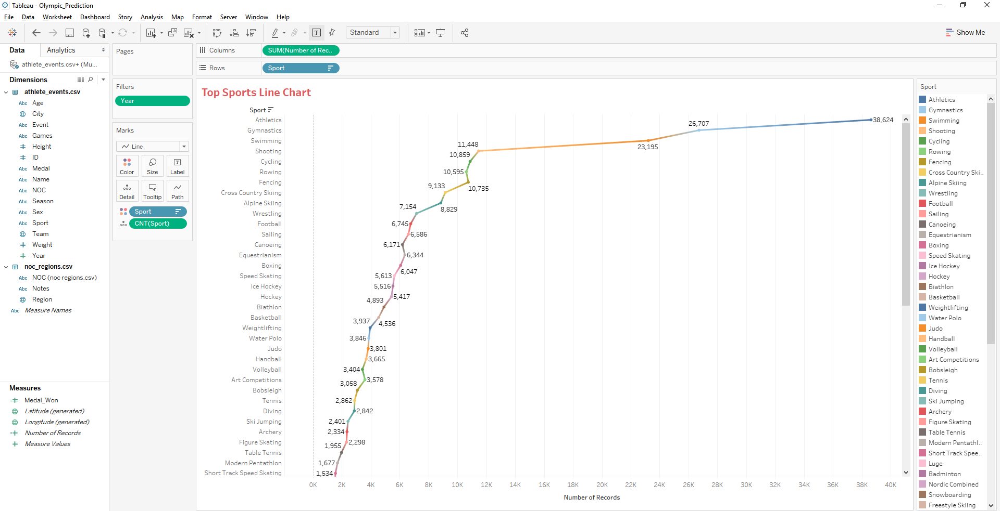 Tableau - Olympic_Prediction
File Data Worksheet Dashboard Story Analysis Map Format Server Window Help
Standard
Show Me
Data Analytics
athlete_events.csv+ (Mu...
Dimensions
athlete_events.csv
Abc Age
City
Abc Event
Abc Games
# Height
# ID
Abc Medal
Abc Name
Abc NOC
Abc Season
Abc Sex
Abc Sport
Team
# Weight
# Year
noc_regions.csv
Abc NOC (noc regions.csv)
Abc Notes
Region
Abc Measure Names
Measures
=# Medal_Won
Latitude (generated)
Longitude (generated)
=# Number of Records
# Measure Values
Pages
Filters
Year
Marks
Line
Color Size Label
Detail Tooltip Path
Sport
CNT(Sport)
Columns SUM(Number of Rec..
Rows Sport
Top Sports Line Chart
Sport
Athletics 38,624
Gymnastics 26,707
Swimming 23,195
Shooting 11,448
Cycling 10,859
Rowing 10,595
Fencing 10,735
Cross Country Skiing 9,133
Alpine Skiing 8,829
Wrestling 7,154
Football 6,745
Sailing 6,586
Canoeing 6,171
Equestrianism 6,344
Boxing 6,047
Speed Skating 5,613
Ice Hockey 5,516
Hockey 5,417
Biathlon 4,893
Basketball 4,536
Weightlifting 3,937
Water Polo 3,846
Judo 3,801
Handball 3,665
Volleyball 3,404
Art Competitions 3,578
Bobsleigh 3,058
Tennis 2,862
Diving 2,842
Ski Jumping 2,401
Archery 2,334
Figure Skating 2,298
Table Tennis 1,955
Modern Pentathlon 1,677
Short Track Speed Skating 1,534
0K 2K 4K 6K 8K 10K 12K 14K 16K 18K 20K 22K 24K 26K 28K 30K 32K 34K 36K 38K 40K
Number of Records
Sport
Athletics
Gymnastics
Swimming
Shooting
Cycling
Rowing
Fencing
Cross Country Ski..
Alpine Skiing
Wrestling
Football
Sailing
Canoeing
Equestrianism
Boxing
Speed Skating
Ice Hockey
Hockey
Biathlon
Basketball
Weightlifting
Water Polo
Judo
Handball
Volleyball
Art Competitions
Bobsleigh
Tennis
Diving
Ski Jumping
Archery
Figure Skating
Table Tennis
Modern Pentathl..
Short Track Spee..
Luge
Badminton
Nordic Combined
Snowboarding
Freestyle Skiing